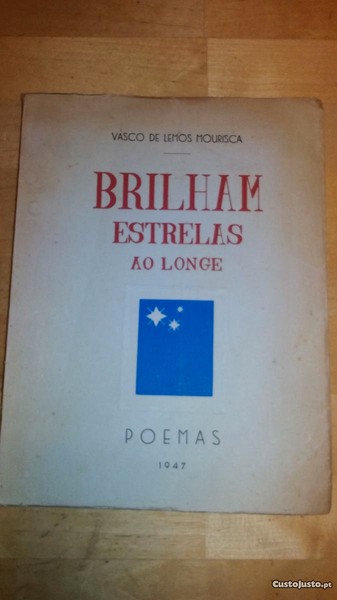 VASCO DE LEMOS MOURISCA
BRILHAM
ESTRELAS
AO LONGE
POEMAS
1947
CustoJusto.pt